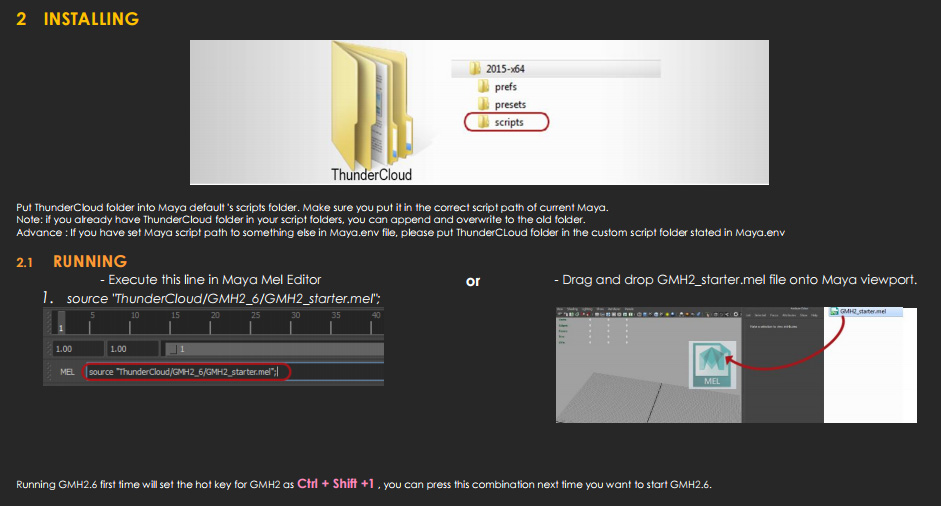 2 INSTALLING
2015-x64
prefs
presets
scripts
ThunderCloud
Put ThunderCloud folder into Maya default 's scripts folder. Make sure you put it in the correct script path of current Maya.
Note: if you already have ThunderCloud folder in your script folders, you can append and overwrite to the old folder.
Advance : If you have set Maya script path to something else in Maya.env file, please put ThunderCLoud folder in the custom script folder stated in Maya.env
2.1 RUNNING
- Execute this line in Maya Mel Editor
1. source "ThunderCloud/GMH2_6/GMH2_starter.mel";
5 10 15 20 25 30 35 40
1
1.00 1.00 1
MEL source "ThunderCloud/GMH2_6/GMH2_starter.mel";
or
- Drag and drop GMH2_starter.mel file onto Maya viewport.
GMH2_starter.mel
MEL
Running GMH2.6 first time will set the hot key for GMH2 as Ctrl + Shift +1 , you can press this combination next time you want to start GMH2.6.